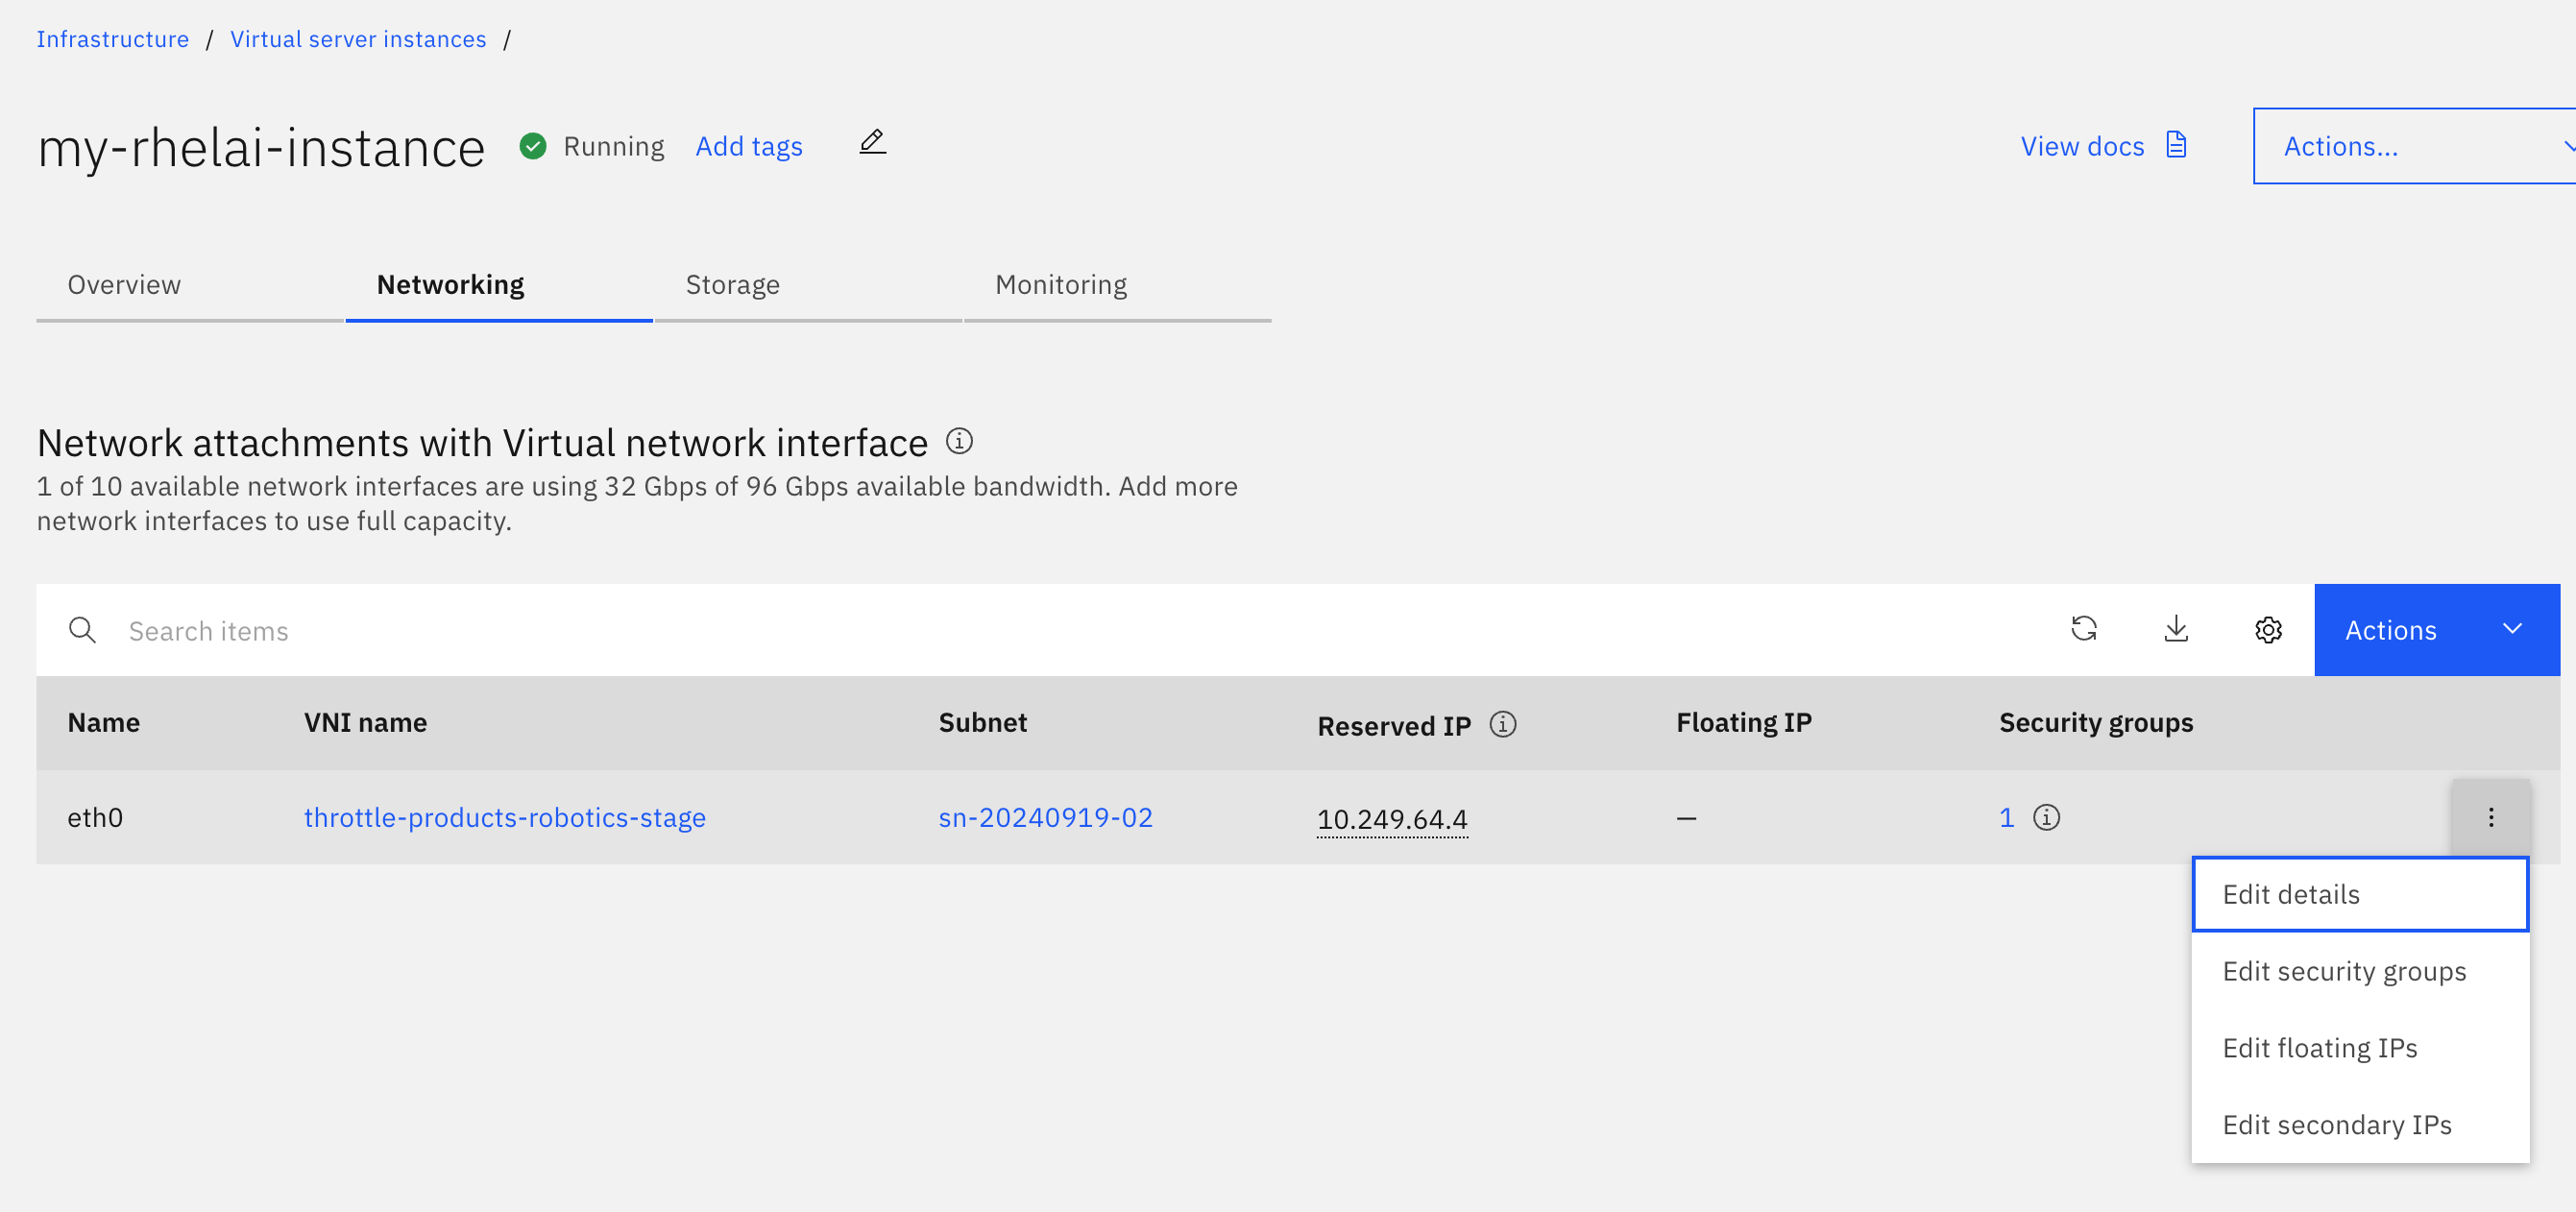 Infrastructure / Virtual server instances /
my-rhelai-instance Running Add tags View docs Actions...
Overview Networking Storage Monitoring
Network attachments with Virtual network interface
1 of 10 available network interfaces are using 32 Gbps of 96 Gbps available bandwidth. Add more
network interfaces to use full capacity.
Search items Actions
Name VNI name Subnet Reserved IP Floating IP Security groups
eth0 throttle-products-robotics-stage sn-20240919-02 10.249.64.4 — 1
Edit details
Edit security groups
Edit floating IPs
Edit secondary IPs